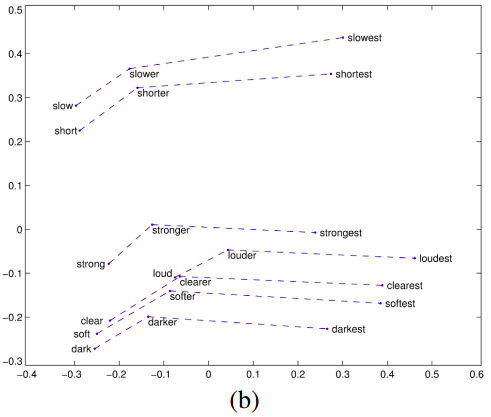 0.5
0.4
0.3
0.2
0.1
0
−0.1
−0.2
−0.3
slowest
slower
shortest
shorter
slow
short
stronger
strongest
strong
louder
loudest
loud
clearer
clearest
softer
softest
clear
darker
soft
darkest
dark
−0.4 −0.3 −0.2 −0.1 0 0.1 0.2 0.3 0.4 0.5 0.6
(b)